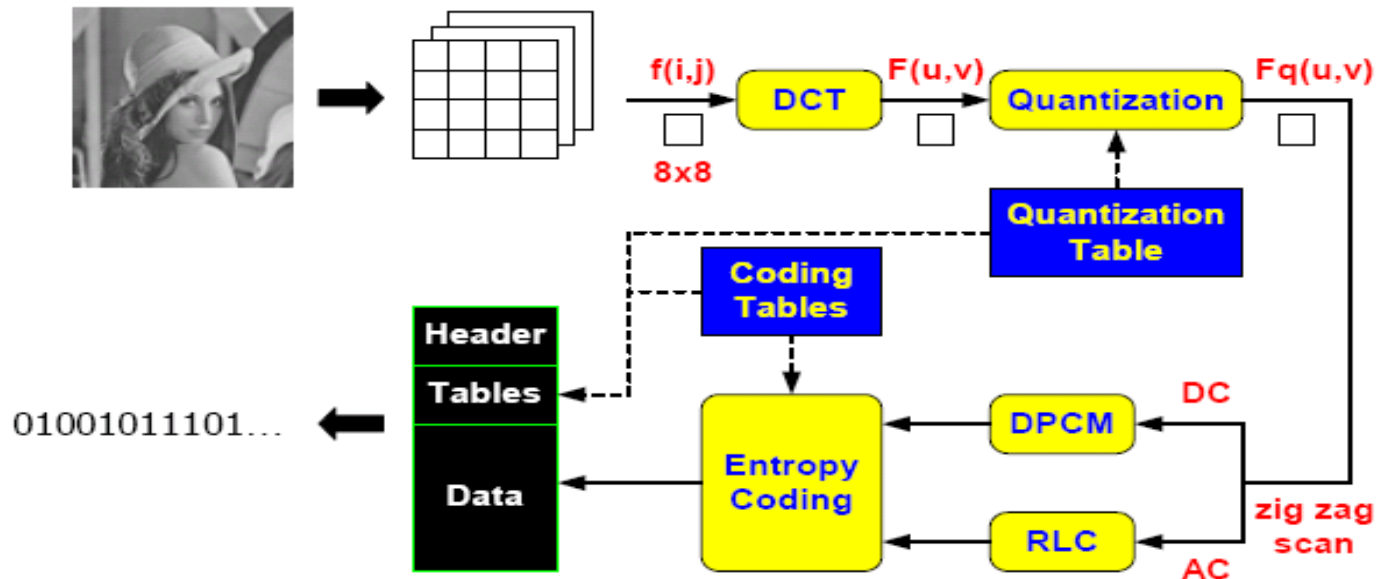 f(i,j)
DCT
F(u,v)
Quantization
Fq(u,v)
8x8
Quantization
Table
Coding
Tables
Header
Tables
Data
01001011101...
Entropy
Coding
DC
DPCM
RLC
AC
zig zag
scan